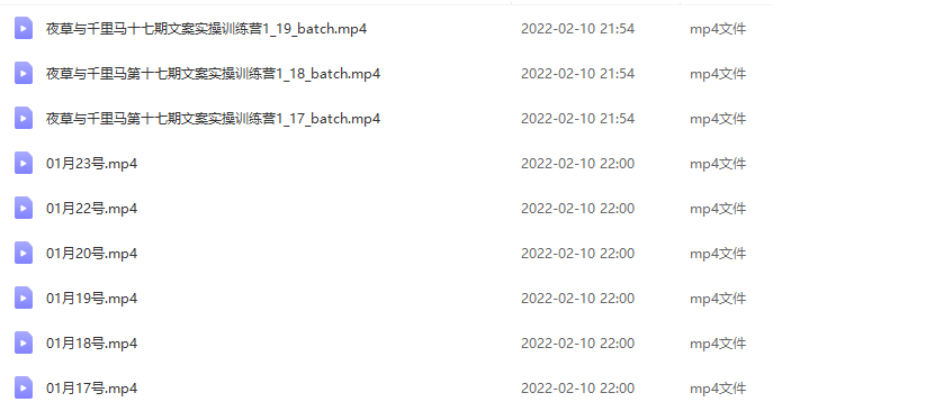 夜草与千里马十七期文案实操训练营1_19_batch.mp4 2022-02-10 21:54 mp4文件
夜草与千里马第十七期文案实操训练营1_18_batch.mp4 2022-02-10 21:54 mp4文件
夜草与千里马第十七期文案实操训练营1_17_batch.mp4 2022-02-10 21:54 mp4文件
01月23号.mp4 2022-02-10 22:00 mp4文件
01月22号.mp4 2022-02-10 22:00 mp4文件
01月20号.mp4 2022-02-10 22:00 mp4文件
01月19号.mp4 2022-02-10 22:00 mp4文件
01月18号.mp4 2022-02-10 22:00 mp4文件
01月17号.mp4 2022-02-10 22:00 mp4文件